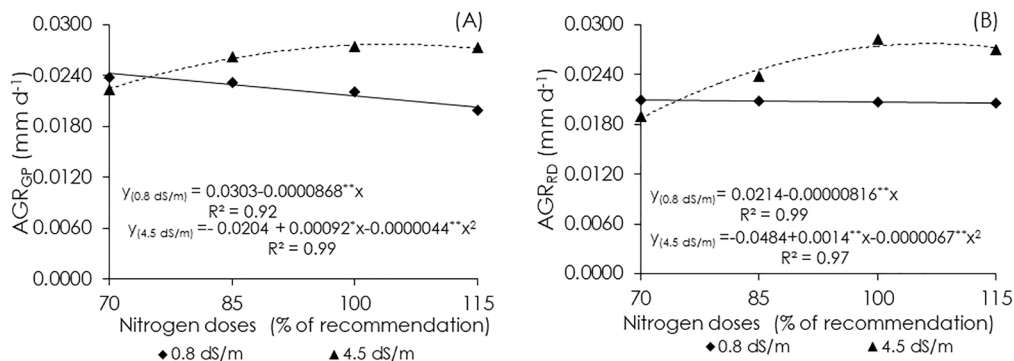 (A)
AGR_GP (mm d⁻¹)
0.0300
0.0240
0.0180
0.0120
0.0060
0.0000
y(0.8 dS/m) = 0.0303-0.0000868**x
R² = 0.92
y(4.5 dS/m) =- 0.0204 + 0.00092*x-0.0000044**x²
R² = 0.99
70 85 100 115
Nitrogen doses (% of recommendation)
◆ 0.8 dS/m ▲ 4.5 dS/m
(B)
AGR_RD (mm d⁻¹)
0.0300
0.0240
0.0180
0.0120
0.0060
0.0000
y(0.8 dS/m) = 0.0214-0.00000816**x
R² = 0.99
y(4.5 dS/m) =-0.0484+0.0014**x-0.0000067**x²
R² = 0.97
70 85 100 115
Nitrogen doses (% of recommendation)
◆ 0.8 dS/m ▲ 4.5 dS/m